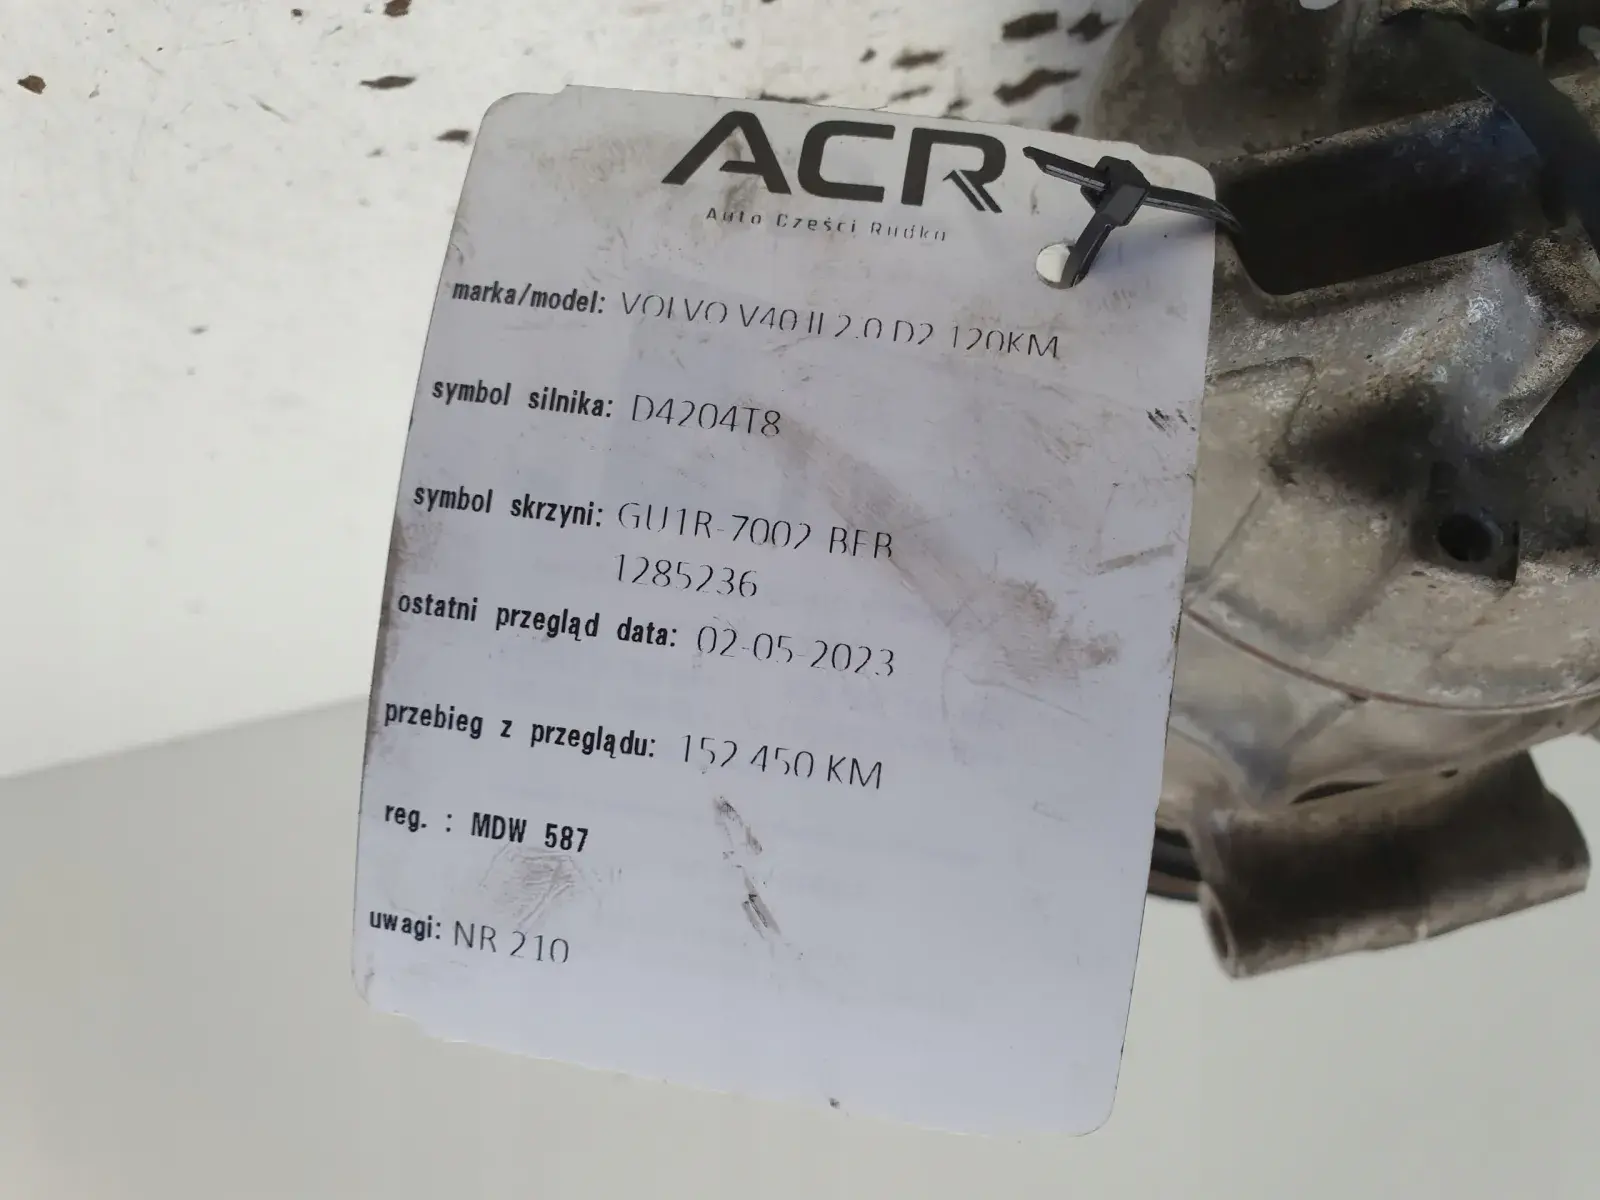 ACR
Auto Części Rudka
marka/model: VOLVO V40 II 2.0 D2 120KM
symbol silnika: D4204T8
symbol skrzyni: GU1R-7002 BFB
1285236
ostatni przegląd data: 02-05-2023
przebieg z przeglądu: 152 450 KM
reg. : MDW 587
uwagi: NR 210